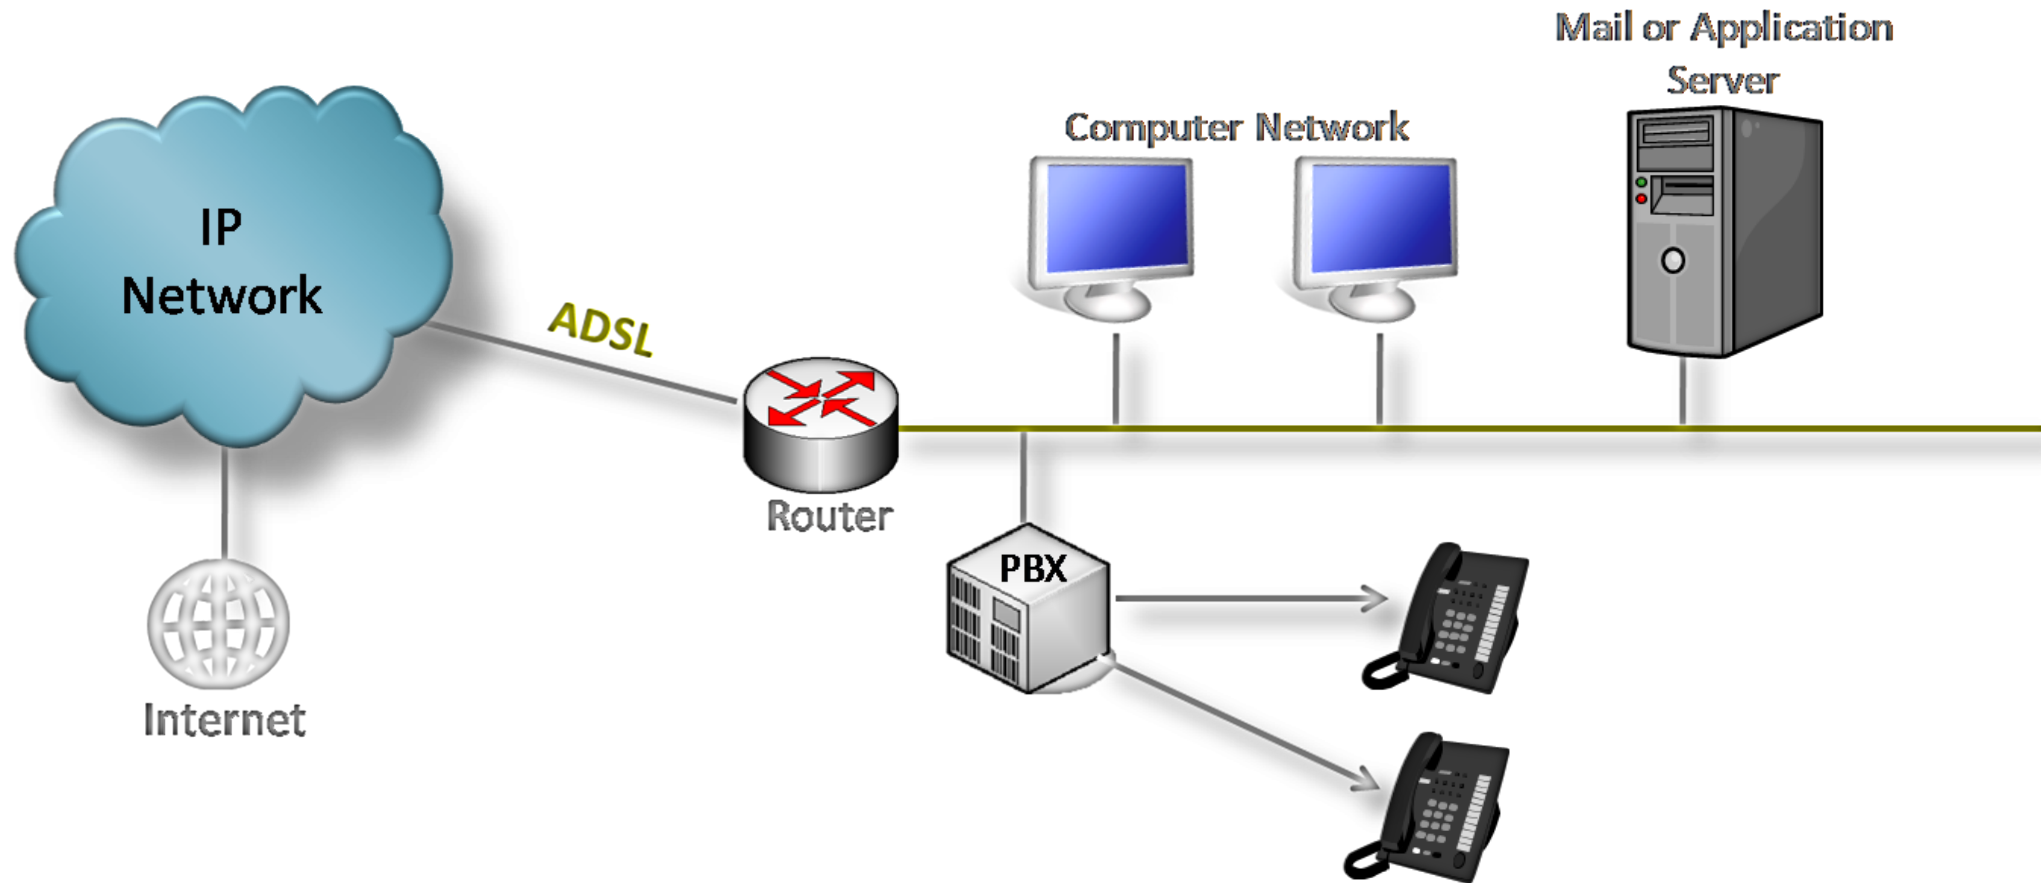 Mail or Application
Server
Computer Network
IP
Network
ADSL
Router
PBX
Internet